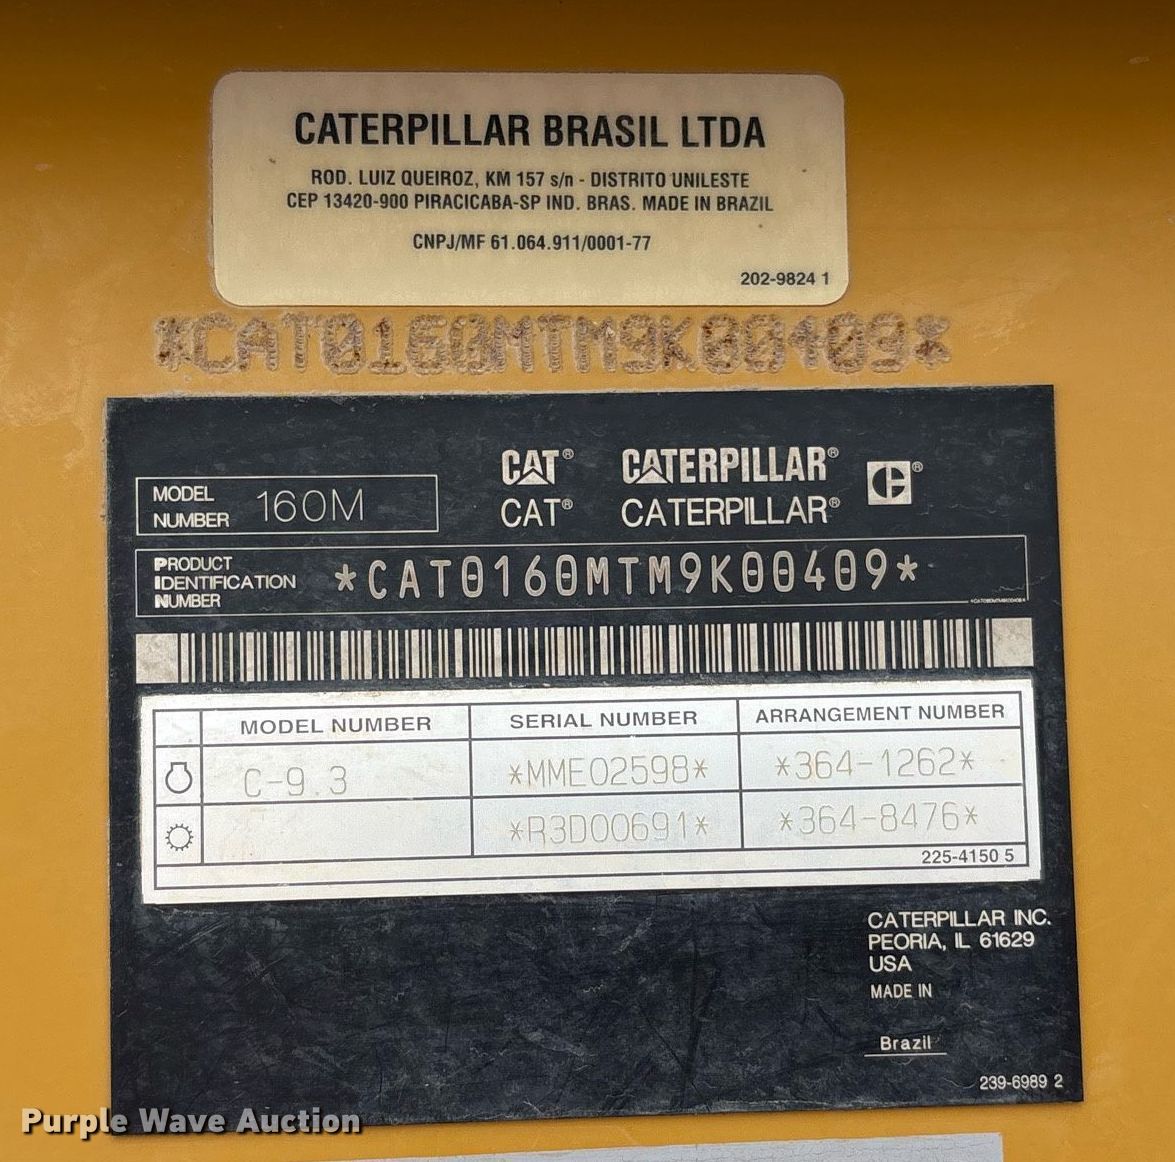 CATERPILLAR BRASIL LTDA
ROD. LUIZ QUEIROZ, KM 157 s/n - DISTRITO UNILESTE
CEP 13420-900 PIRACICABA-SP IND. BRAS. MADE IN BRAZIL
CNPJ/MF 61.064.911/0001-77
202-9824 1
*CAT0160MTM9K00409*
CAT® CATERPILLAR® ®
MODEL NUMBER 160M
CAT® CATERPILLAR®
PRODUCT IDENTIFICATION NUMBER *CAT0160MTM9K00409*
*CAT0160MTM9K00409*
MODEL NUMBER SERIAL NUMBER ARRANGEMENT NUMBER
C-9.3 *MME02598* *364-1262*
*R3D00691* *364-8476*
225-4150 5
CATERPILLAR INC.
PEORIA, IL 61629
USA
MADE IN
Brazil
239-6989 2
Purple Wave Auction